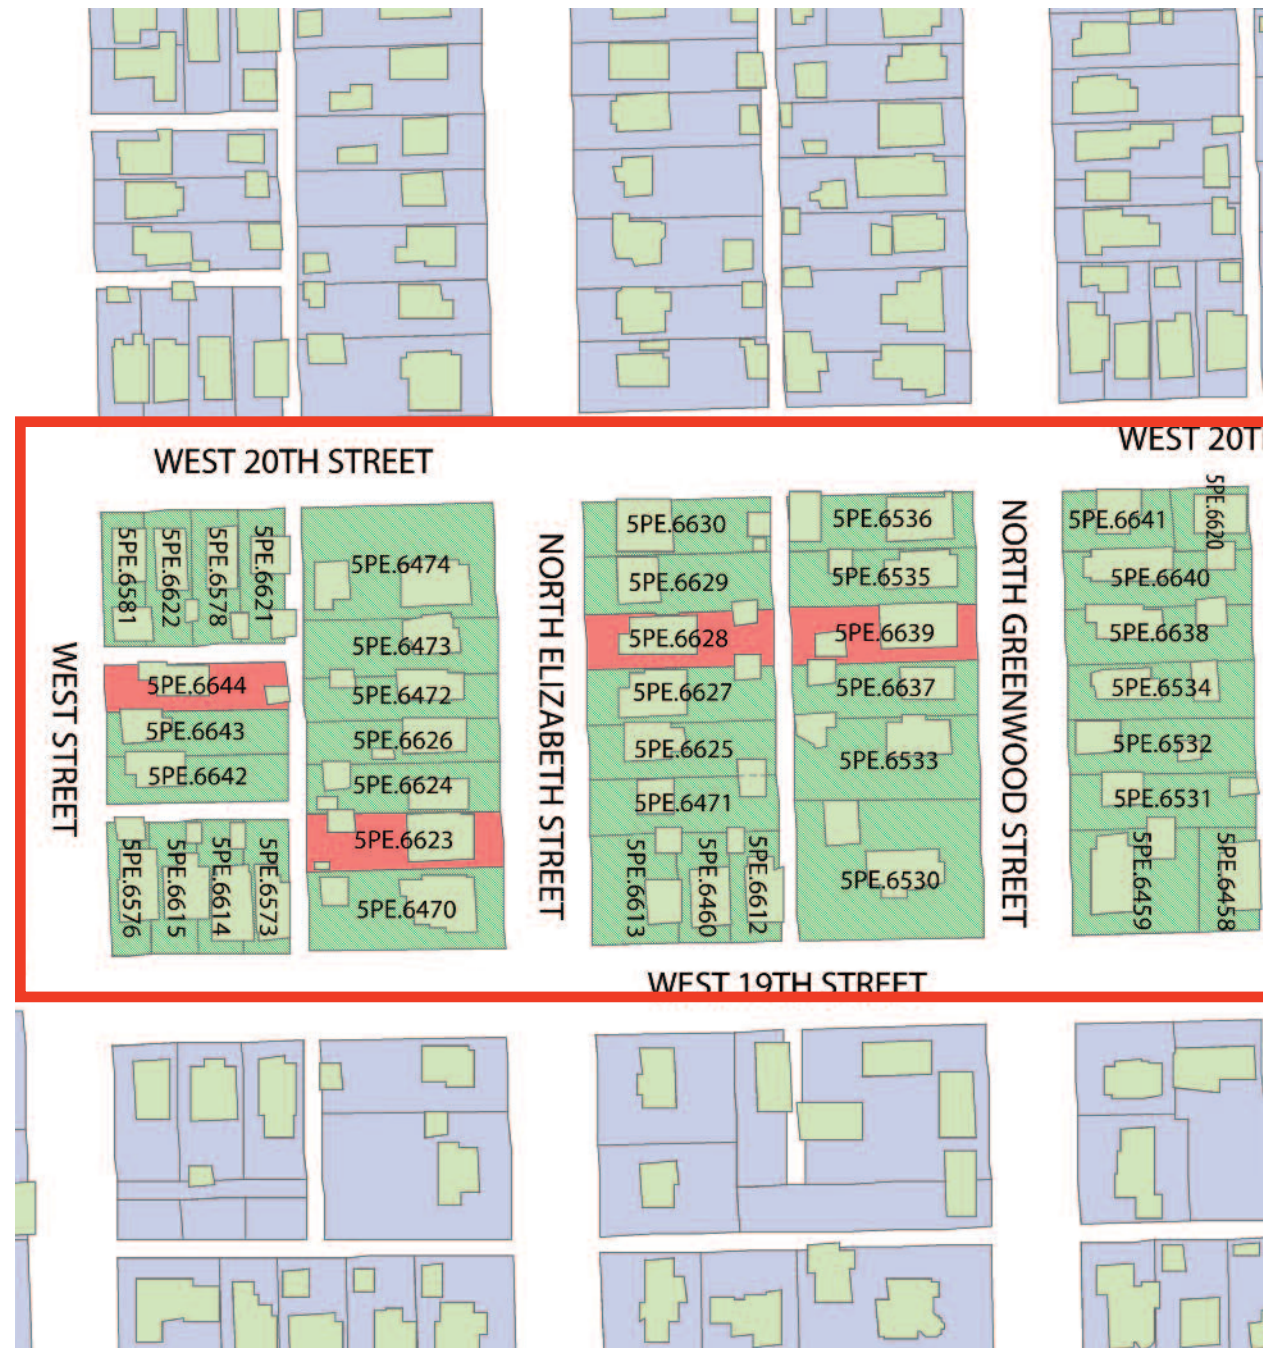 WEST 20TH STREET
WEST 20T
WEST STREET
5PE.6581
5PE.6622
5PE.6578
5PE.6621
5PE.6644
5PE.6643
5PE.6642
5PE.6576
5PE.6615
5PE.6614
5PE.6573
5PE.6474
5PE.6473
5PE.6472
5PE.6626
5PE.6624
5PE.6623
5PE.6470
NORTH ELIZABETH STREET
5PE.6630
5PE.6629
5PE.6628
5PE.6627
5PE.6625
5PE.6471
5PE.6613
5PE.6460
5PE.6612
5PE.6536
5PE.6535
5PE.6639
5PE.6637
5PE.6533
5PE.6530
NORTH GREENWOOD STREET
5PE.6641
5PE.6620
5PE.6640
5PE.6638
5PE.6534
5PE.6532
5PE.6531
5PE.6459
5PE.6458
WEST 19TH STREET